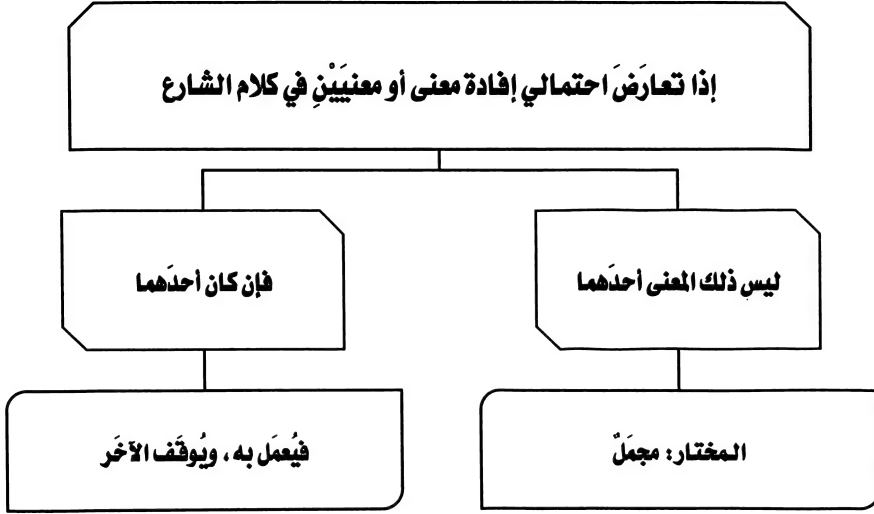 إذا تعارَضَ احتمالي إفادة معنى أو معنيَيْنِ في كلام الشارع
ليس ذلك المعنى أحدَهما
فإن كان أحدَهما
المختار: مجمَلٌ
فيُعمَل به، ويُوقَف الآخَر